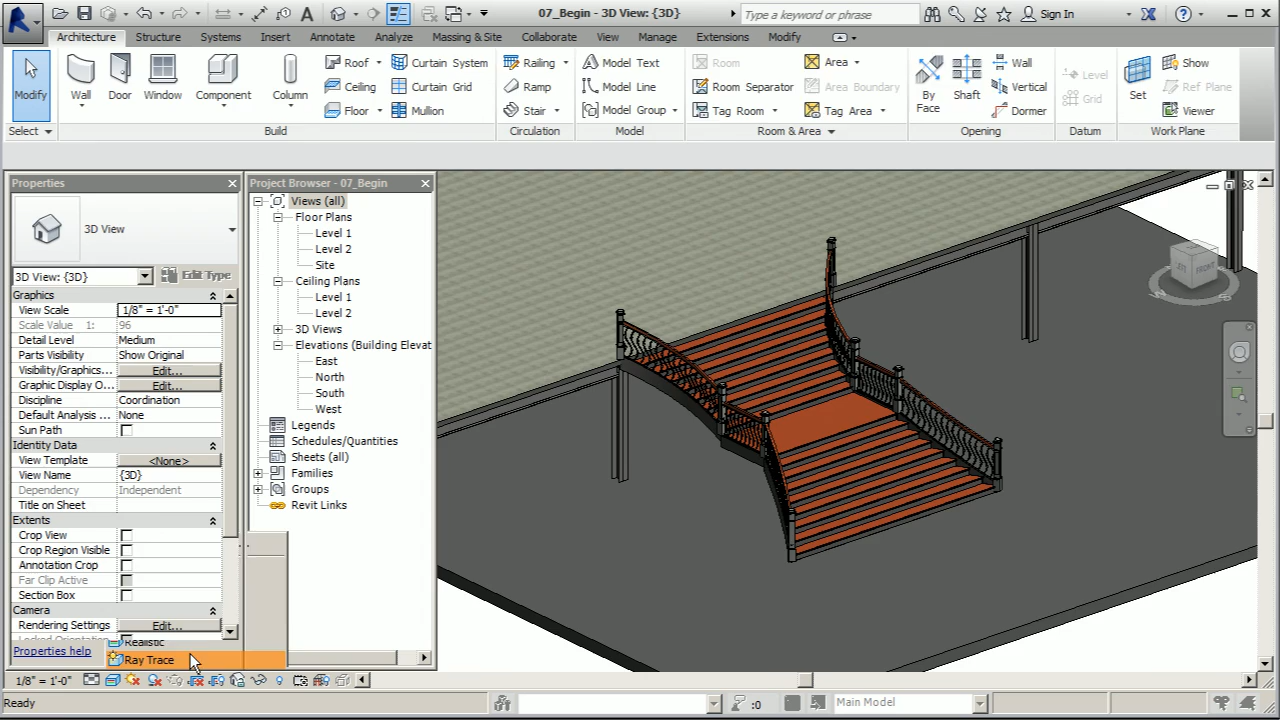 07_Begin - 3D View: {3D}
Type a keyword or phrase
Sign In
Architecture Structure Systems Insert Annotate Analyze Massing & Site Collaborate View Manage Extensions Modify
Modify Wall Door Window Component Column
Roof Curtain System Railing Model Text Room Area Wall Level Show
Ceiling Curtain Grid Ramp Model Line Room Separator Area Boundary Vertical Grid Ref Plane
Floor Mullion Stair Model Group Tag Room Tag Area Dormer Viewer
By Face Shaft Set
Select Build Circulation Model Room & Area Opening Datum Work Plane
Properties
3D View
3D View: {3D} Edit Type
Graphics
View Scale 1/8" = 1'-0"
Scale Value 1: 96
Detail Level Medium
Parts Visibility Show Original
Visibility/Graphics... Edit...
Graphic Display O... Edit...
Discipline Coordination
Default Analysis ... None
Sun Path
Identity Data
View Template <None>
View Name {3D}
Dependency Independent
Title on Sheet
Extents
Crop View
Crop Region Visible
Annotation Crop
Far Clip Active
Section Box
Camera
Rendering Settings Edit...
Locked Orientation
Properties help
Realistic
Ray Trace
Project Browser - 07_Begin
Views (all)
Floor Plans
Level 1
Level 2
Site
Ceiling Plans
Level 1
Level 2
3D Views
Elevations (Building Elevat
East
North
South
West
Legends
Schedules/Quantities
Sheets (all)
Families
Groups
Revit Links
FRONT
1/8" = 1'-0"
Ready
:0
Main Model